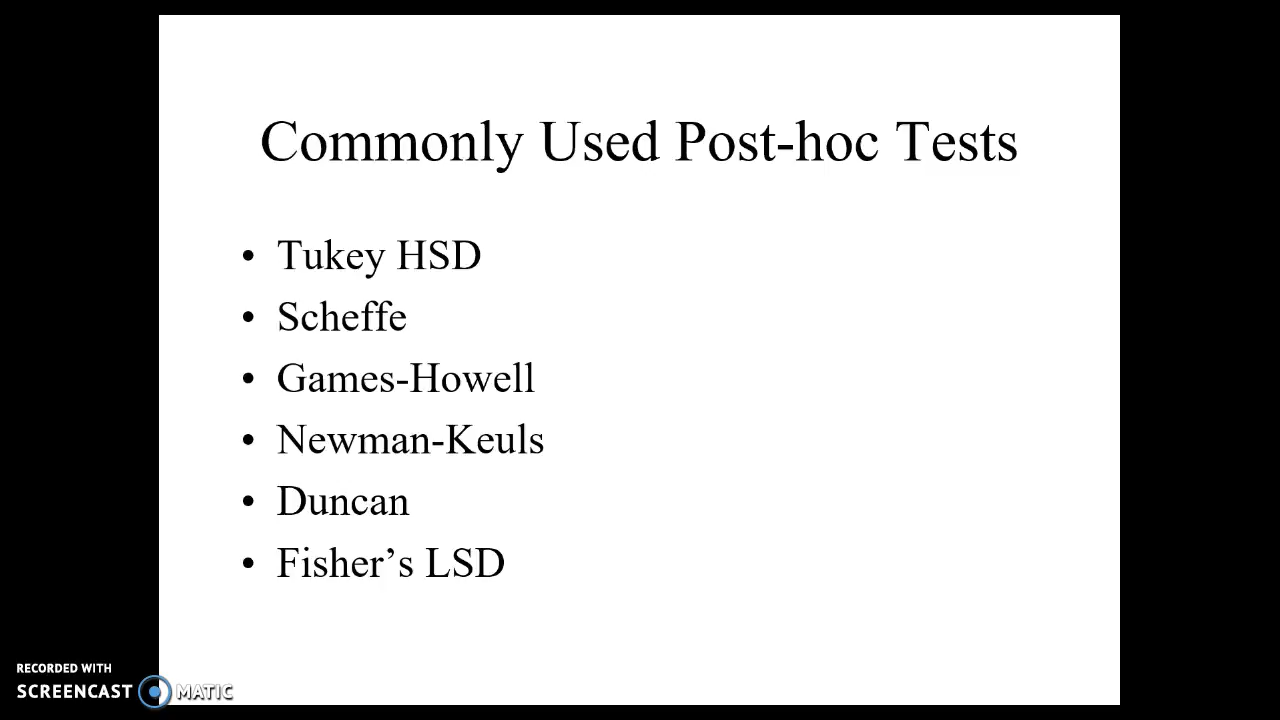 Commonly Used Post-hoc Tests
• Tukey HSD
• Scheffe
• Games-Howell
• Newman-Keuls
• Duncan
• Fisher’s LSD
RECORDED WITH
SCREENCAST MATIC